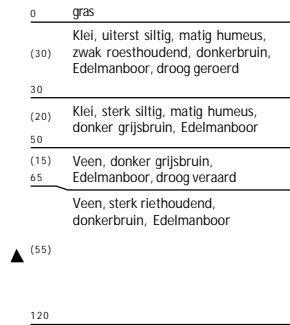 0 gras
Klei, uiterst siltig, matig humeus,
(30) zwak roesthoudend, donkerbruin,
Edelmanboor, droog geroerd
30
(20) Klei, sterk siltig, matig humeus,
donker grijsbruin, Edelmanboor
50
(15) Veen, donker grijsbruin,
65 Edelmanboor, droog veraard
Veen, sterk riethoudend,
donkerbruin, Edelmanboor
(55)
120